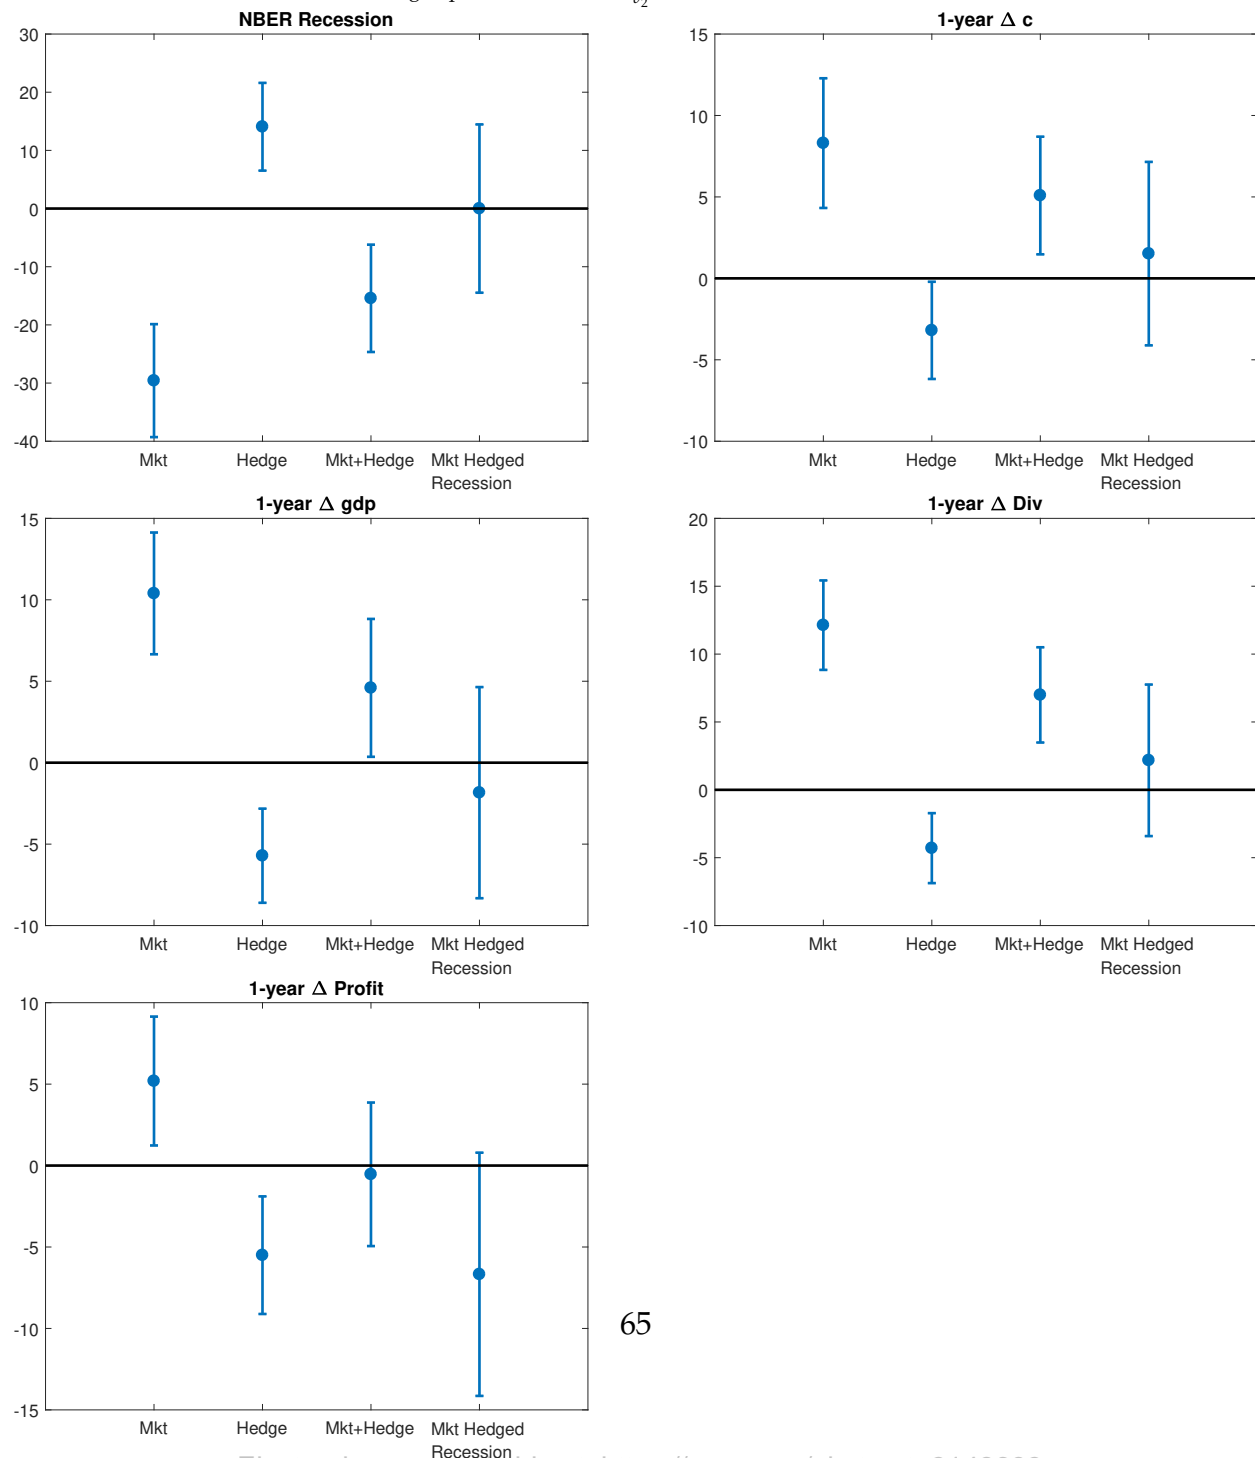 NBER Recession
30
20
10
0
-10
-20
-30
-40
Mkt Hedge Mkt+Hedge Mkt Hedged
Recession
1-year Δ c
15
10
5
0
-5
-10
Mkt Hedge Mkt+Hedge Mkt Hedged
Recession
1-year Δ gdp
15
10
5
0
-5
-10
Mkt Hedge Mkt+Hedge Mkt Hedged
Recession
1-year Δ Div
20
15
10
5
0
-5
-10
Mkt Hedge Mkt+Hedge Mkt Hedged
Recession
1-year Δ Profit
10
5
0
-5
-10
-15
Mkt Hedge Mkt+Hedge Mkt Hedged
Recession
65